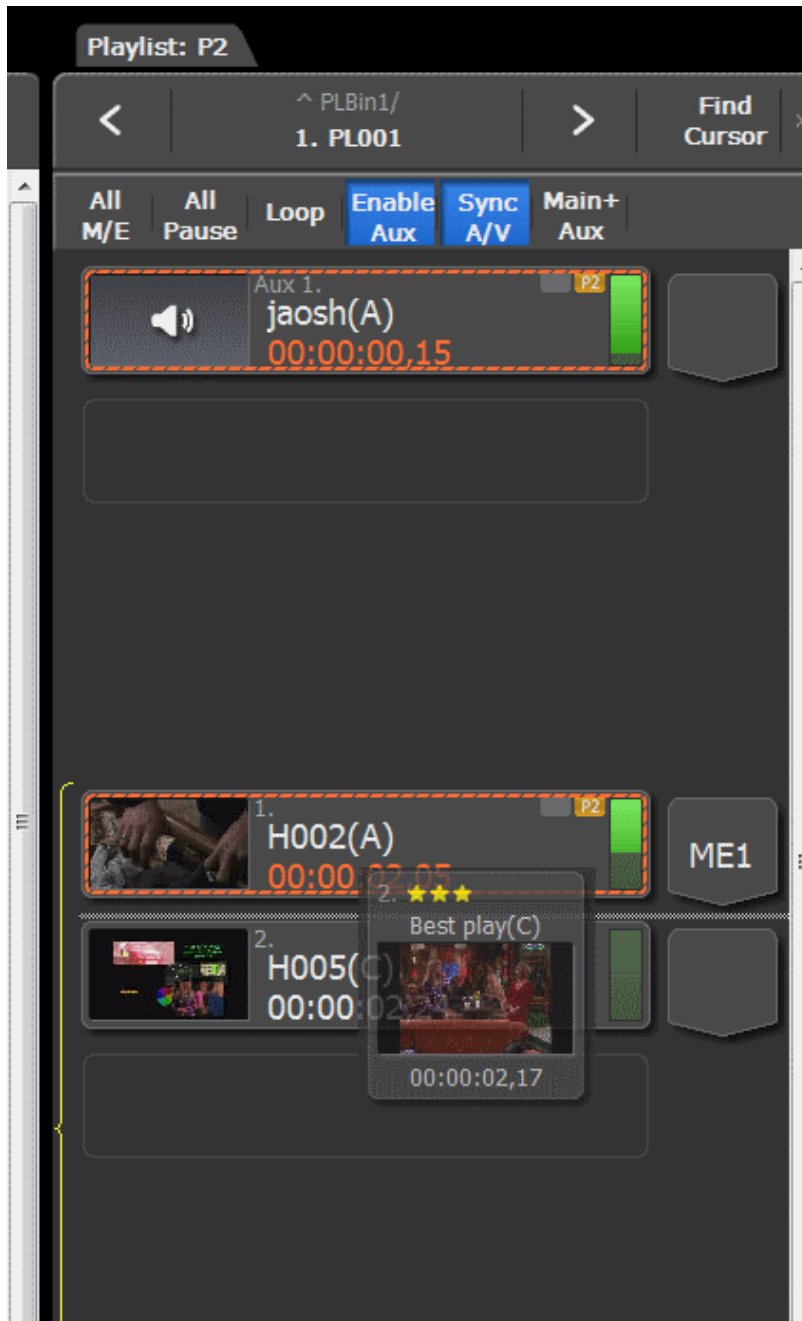 Playlist: P2
^ PLBin1/
1. PL001
Find
Cursor
All
M/E
All
Pause
Loop
Enable
Aux
Sync
A/V
Main+
Aux
Aux 1.
P2
jaosh(A)
00:00:00,15
1.
P2
H002(A)
00:00:02,05
ME1
2. ★★★
Best play(C)
2.
H005(C)
00:00:02,
00:00:02,17